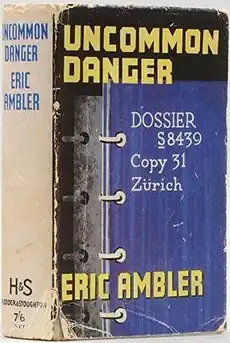 UNCOMMON
DANGER
ERIC
AMBLER
H&S
HODDER & STOUGHTON
7/6
NET
UNCOMMON
DANGER
DOSSIER
S8439
Copy 31
Zürich
ERIC AMBLER